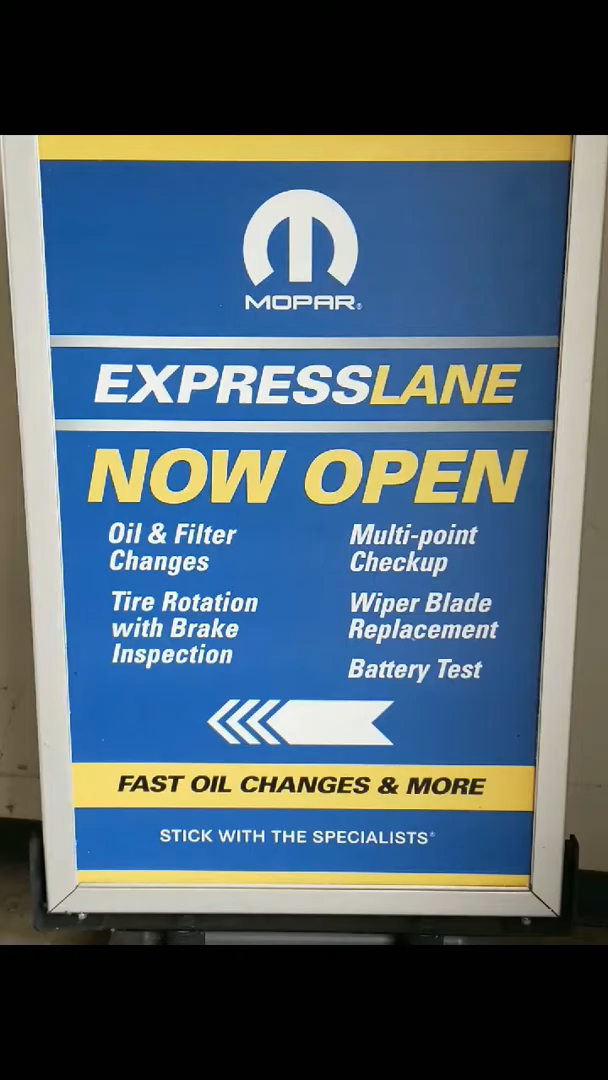 MOPAR®
EXPRESSLANE
NOW OPEN
Oil & Filter
Changes
Tire Rotation
with Brake
Inspection
Multi-point
Checkup
Wiper Blade
Replacement
Battery Test
FAST OIL CHANGES & MORE
STICK WITH THE SPECIALISTS®